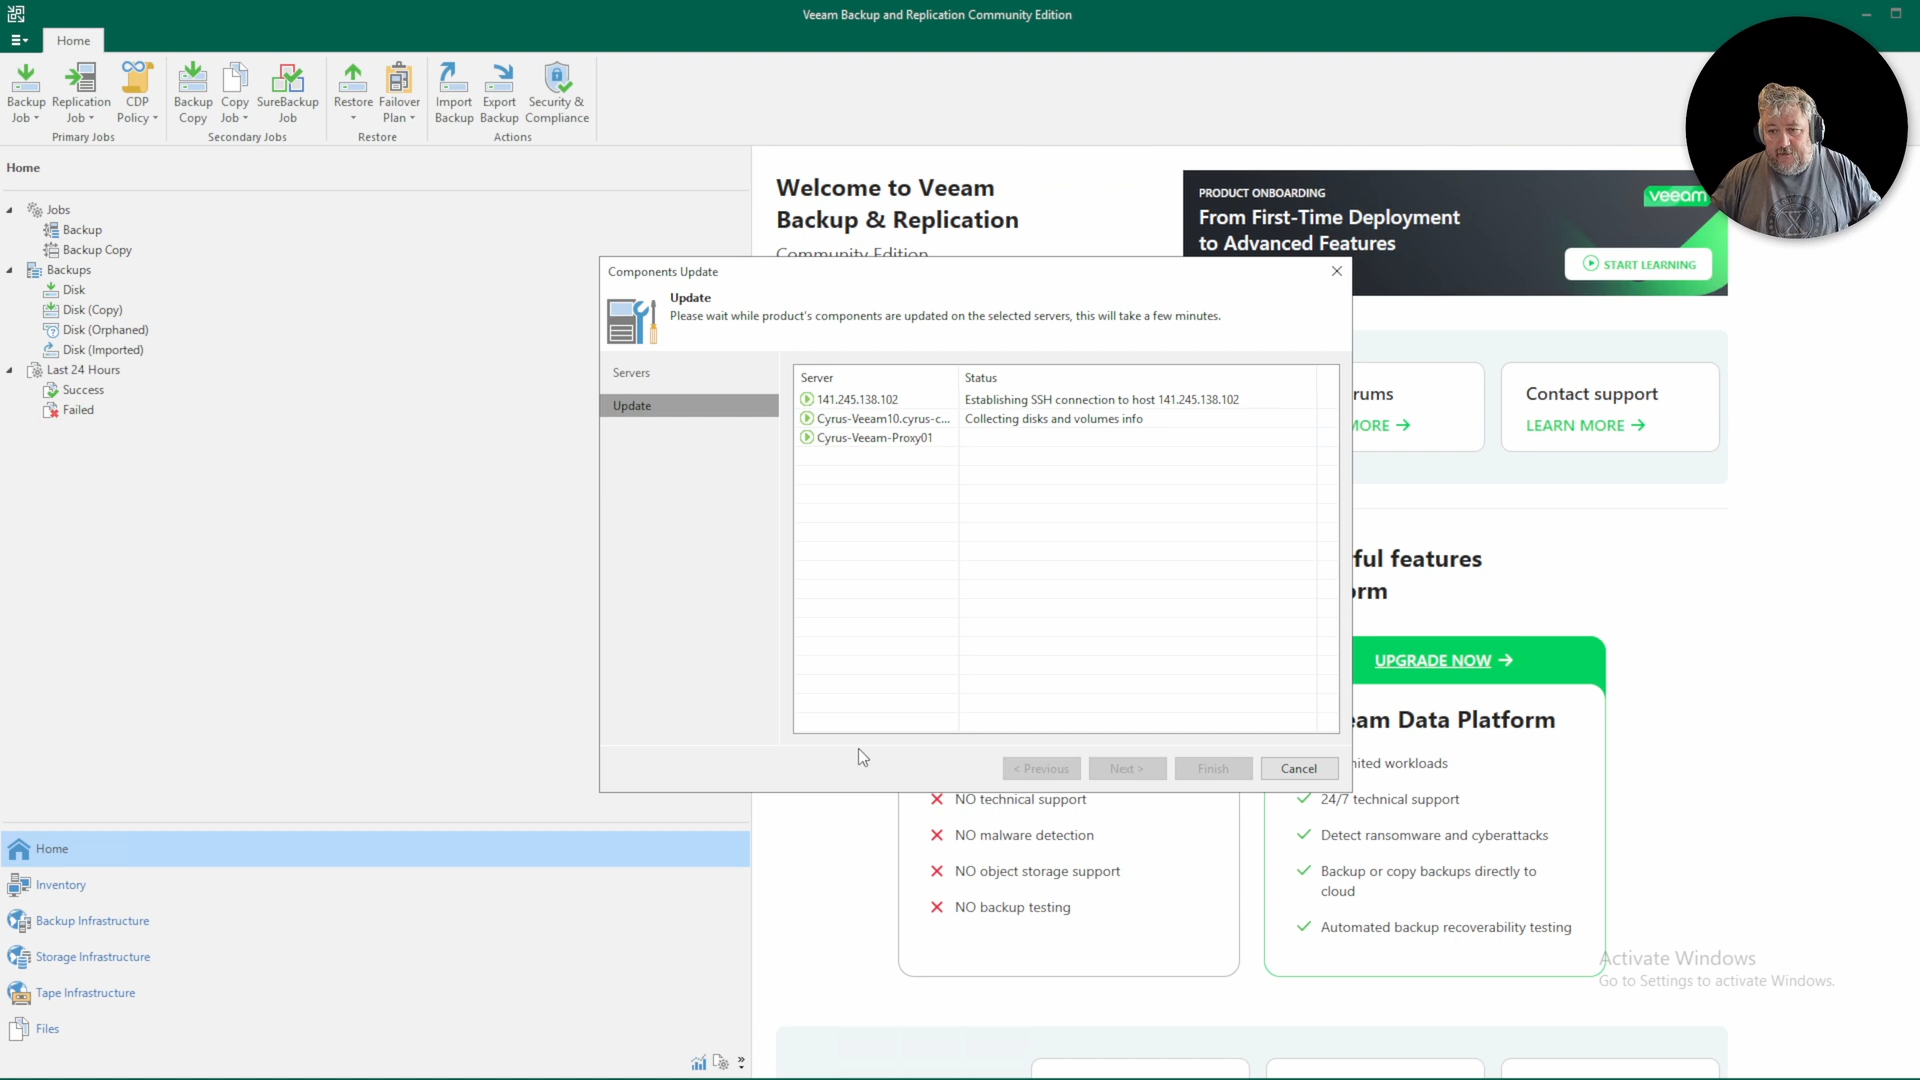 Veeam Backup and Replication Community Edition
Home
Backup Job
Replication Job
CDP Policy
Primary Jobs
Backup Copy
Copy Job
SureBackup Job
Secondary Jobs
Restore
Failover Plan
Restore
Import Backup
Export Backup
Security & Compliance
Actions
Home
Jobs
Backup
Backup Copy
Backups
Disk
Disk (Copy)
Disk (Orphaned)
Disk (Imported)
Last 24 Hours
Success
Failed
Home
Inventory
Backup Infrastructure
Storage Infrastructure
Tape Infrastructure
Files
Welcome to Veeam
Backup & Replication
Community Edition
PRODUCT ONBOARDING
From First-Time Deployment
to Advanced Features
veeam
START LEARNING
Components Update
Update
Please wait while product's components are updated on the selected servers, this will take a few minutes.
Servers
Update
Server Status
141.245.138.102 Establishing SSH connection to host 141.245.138.102
Cyrus-Veeam10.cyrus-c... Collecting disks and volumes info
Cyrus-Veeam-Proxy01
< Previous
Next >
Finish
Cancel
rums
MORE
Contact support
LEARN MORE
ful features
orm
UPGRADE NOW
eam Data Platform
ited workloads
24/7 technical support
Detect ransomware and cyberattacks
Backup or copy backups directly to
cloud
Automated backup recoverability testing
NO technical support
NO malware detection
NO object storage support
NO backup testing
Activate Windows
Go to Settings to activate Windows.